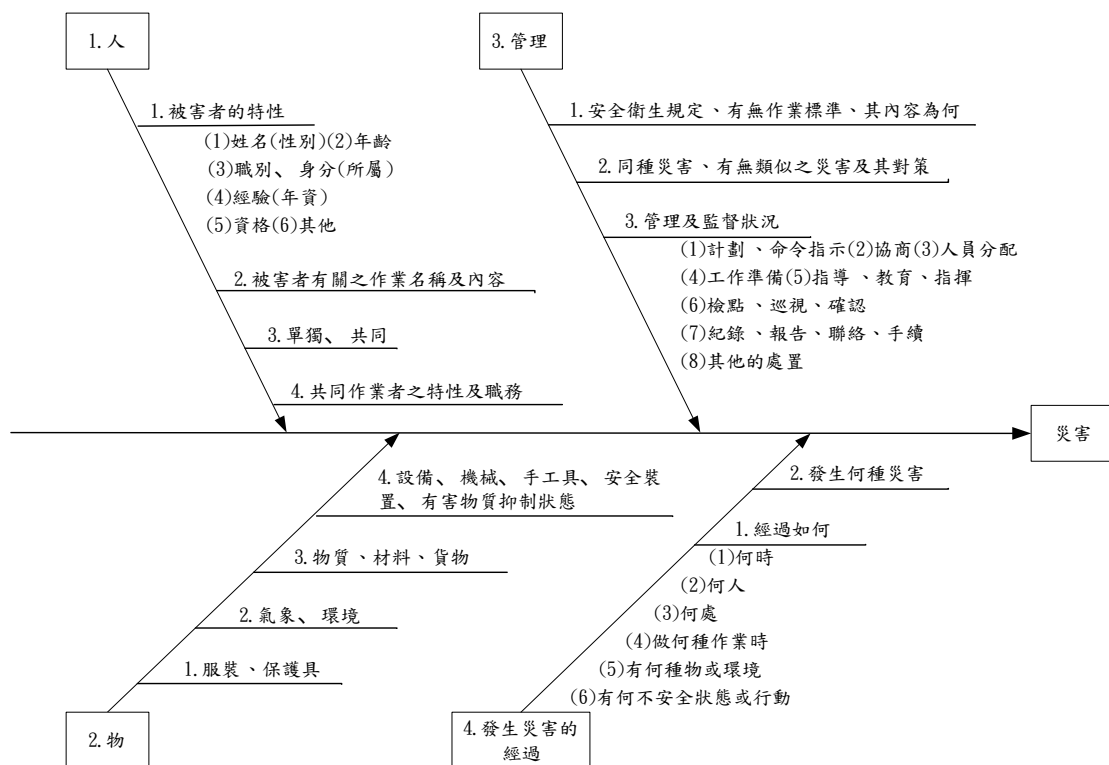 1.人
1.被害者的特性
(1)姓名(性別)(2)年齡
(3)職別、身分(所屬)
(4)經驗(年資)
(5)資格(6)其他
2.被害者有關之作業名稱及內容
3.單獨、共同
4.共同作業者之特性及職務
3.管理
1.安全衛生規定、有無作業標準、其內容為何
2.同種災害、有無類似之災害及其對策
3.管理及監督狀況
(1)計劃、命令指示(2)協商(3)人員分配
(4)工作準備(5)指導、教育、指揮
(6)檢點、巡視、確認
(7)紀錄、報告、聯絡、手續
(8)其他的處置
災害
4.設備、機械、手工具、安全裝
置、有害物質抑制狀態
3.物質、材料、貨物
2.氣象、環境
1.服裝、保護具
2.物
2.發生何種災害
1.經過如何
(1)何時
(2)何人
(3)何處
(4)做何種作業時
(5)有何種物或環境
(6)有何不安全狀態或行動
4.發生災害的
經過